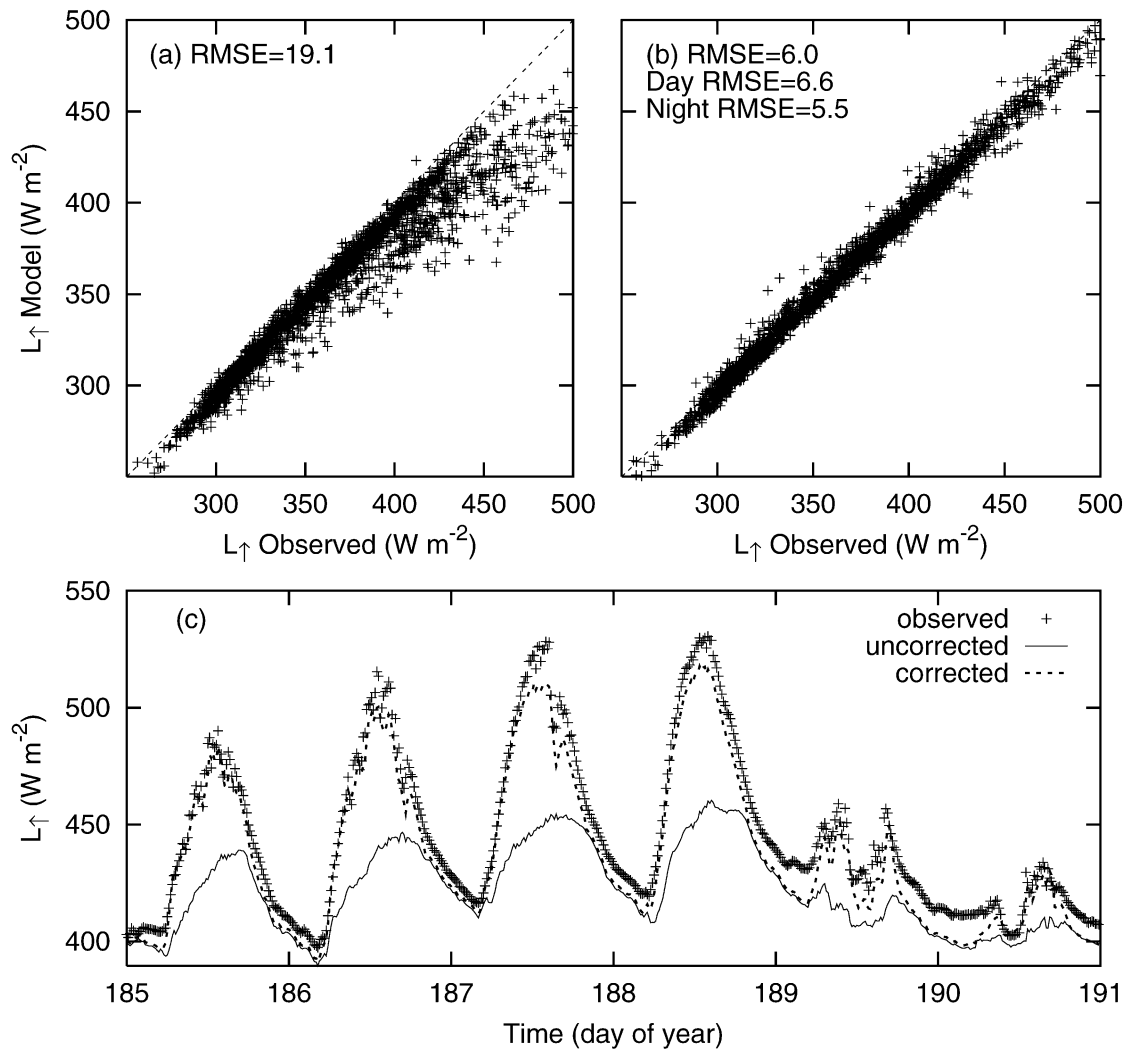 500
450
400
350
300
L↑ Model (W m-2)
(a) RMSE=19.1
300 350 400 450 500
L↑ Observed (W m-2)
(b) RMSE=6.0
Day RMSE=6.6
Night RMSE=5.5
300 350 400 450 500
L↑ Observed (W m-2)
550
500
450
400
L↑ (W m-2)
(c)
observed
uncorrected
corrected
185 186 187 188 189 190 191
Time (day of year)